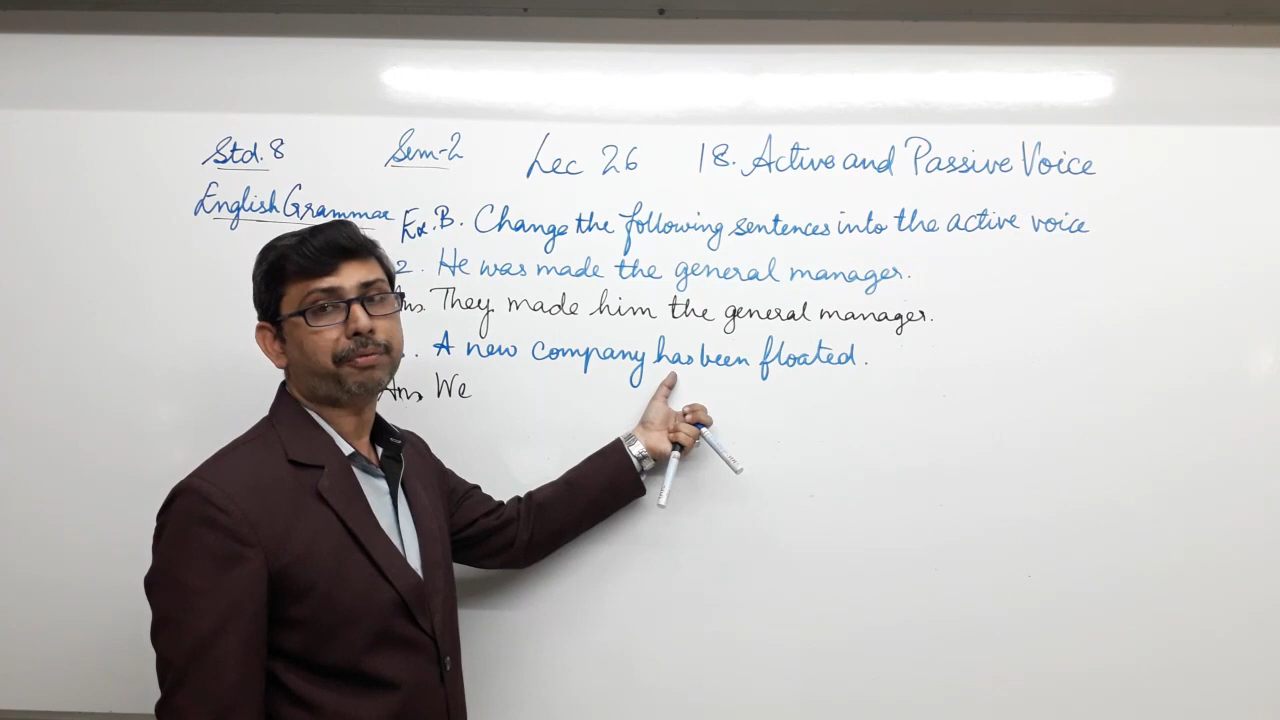 Std. 8 Sem-2 Lec 26 18. Active and Passive Voice
English Grammar Ex. B. Change the following sentences into the active voice
2. He was made the general manager.
Ans. They made him the general manager.
. A new company has been floated.
Ans. We